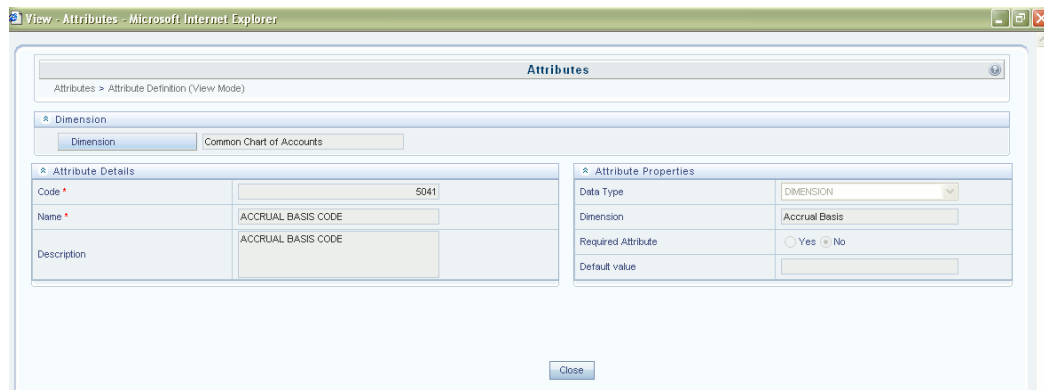 View - Attributes - Microsoft Internet Explorer
Attributes
Attributes > Attribute Definition (View Mode)
Dimension
Dimension Common Chart of Accounts
Attribute Details
Code * 5041
Name * ACCRUAL BASIS CODE
Description ACCRUAL BASIS CODE
Attribute Properties
Data Type DIMENSION
Dimension Accrual Basis
Required Attribute Yes No
Default value
Close